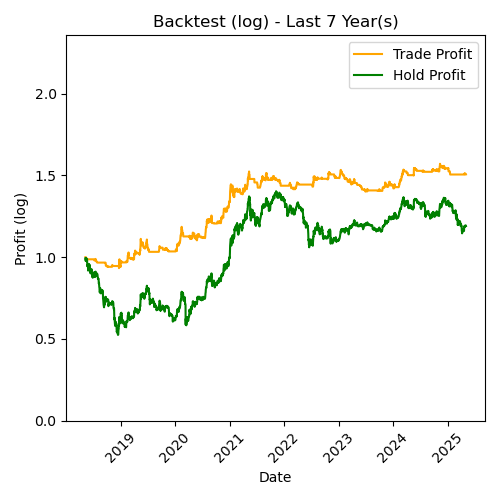 Backtest (log) - Last 7 Year(s)
Trade Profit
Hold Profit
Profit (log)
2.0
1.5
1.0
0.5
0.0
2019
2020
2021
2022
2023
2024
2025
Date